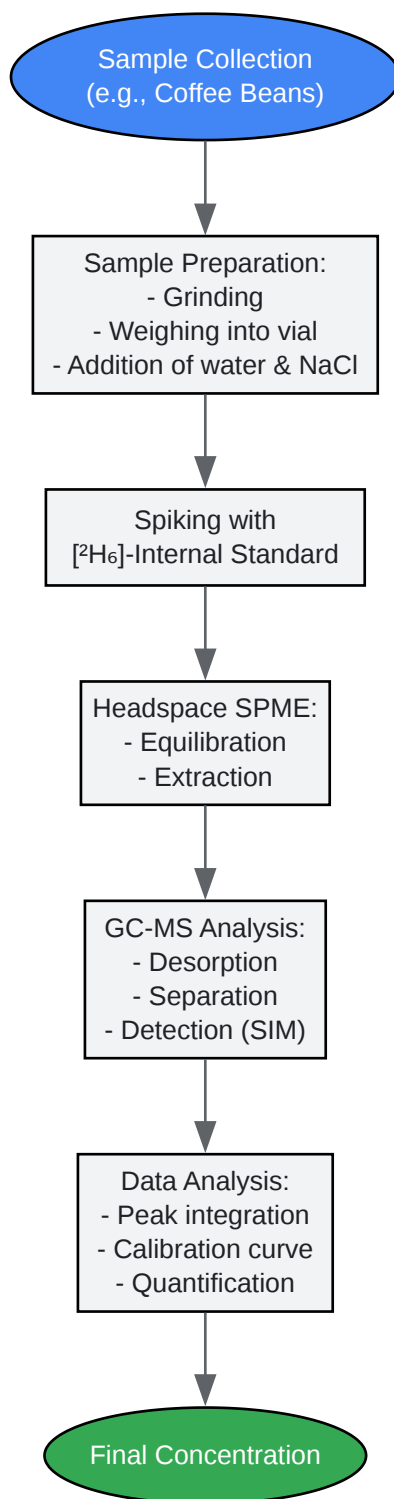 Sample Collection
(e.g., Coffee Beans)
Sample Preparation:
- Grinding
- Weighing into vial
- Addition of water & NaCl
Spiking with
[²H₆]-Internal Standard
Headspace SPME:
- Equilibration
- Extraction
GC-MS Analysis:
- Desorption
- Separation
- Detection (SIM)
Data Analysis:
- Peak integration
- Calibration curve
- Quantification
Final Concentration